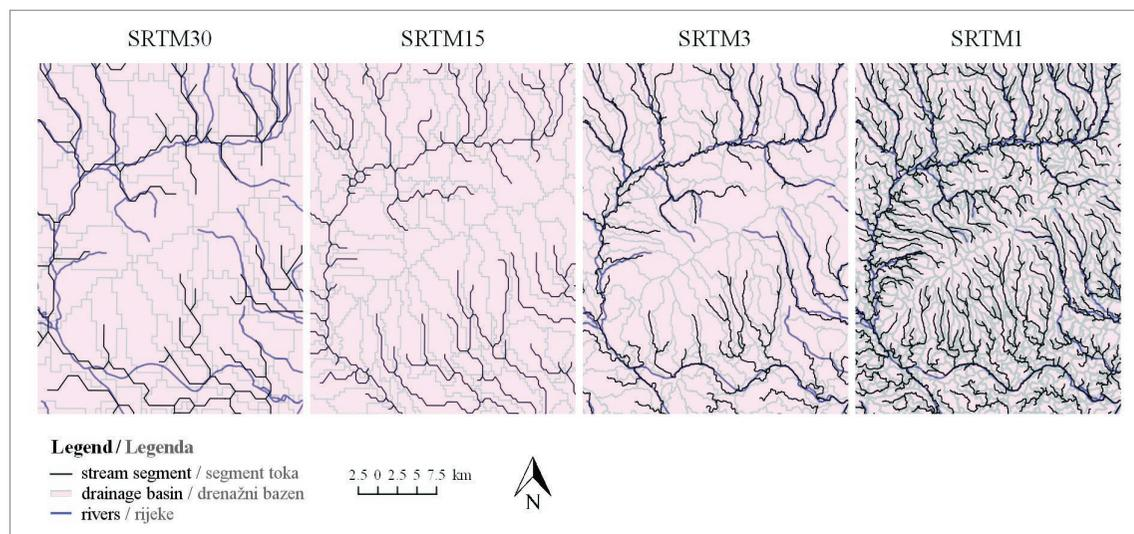 SRTM30 SRTM15 SRTM3 SRTM1
Legend / Legenda
stream segment / segment toka
drainage basin / drenažni bazen
rivers / rijeke
2.5 0 2.5 5 7.5 km
N